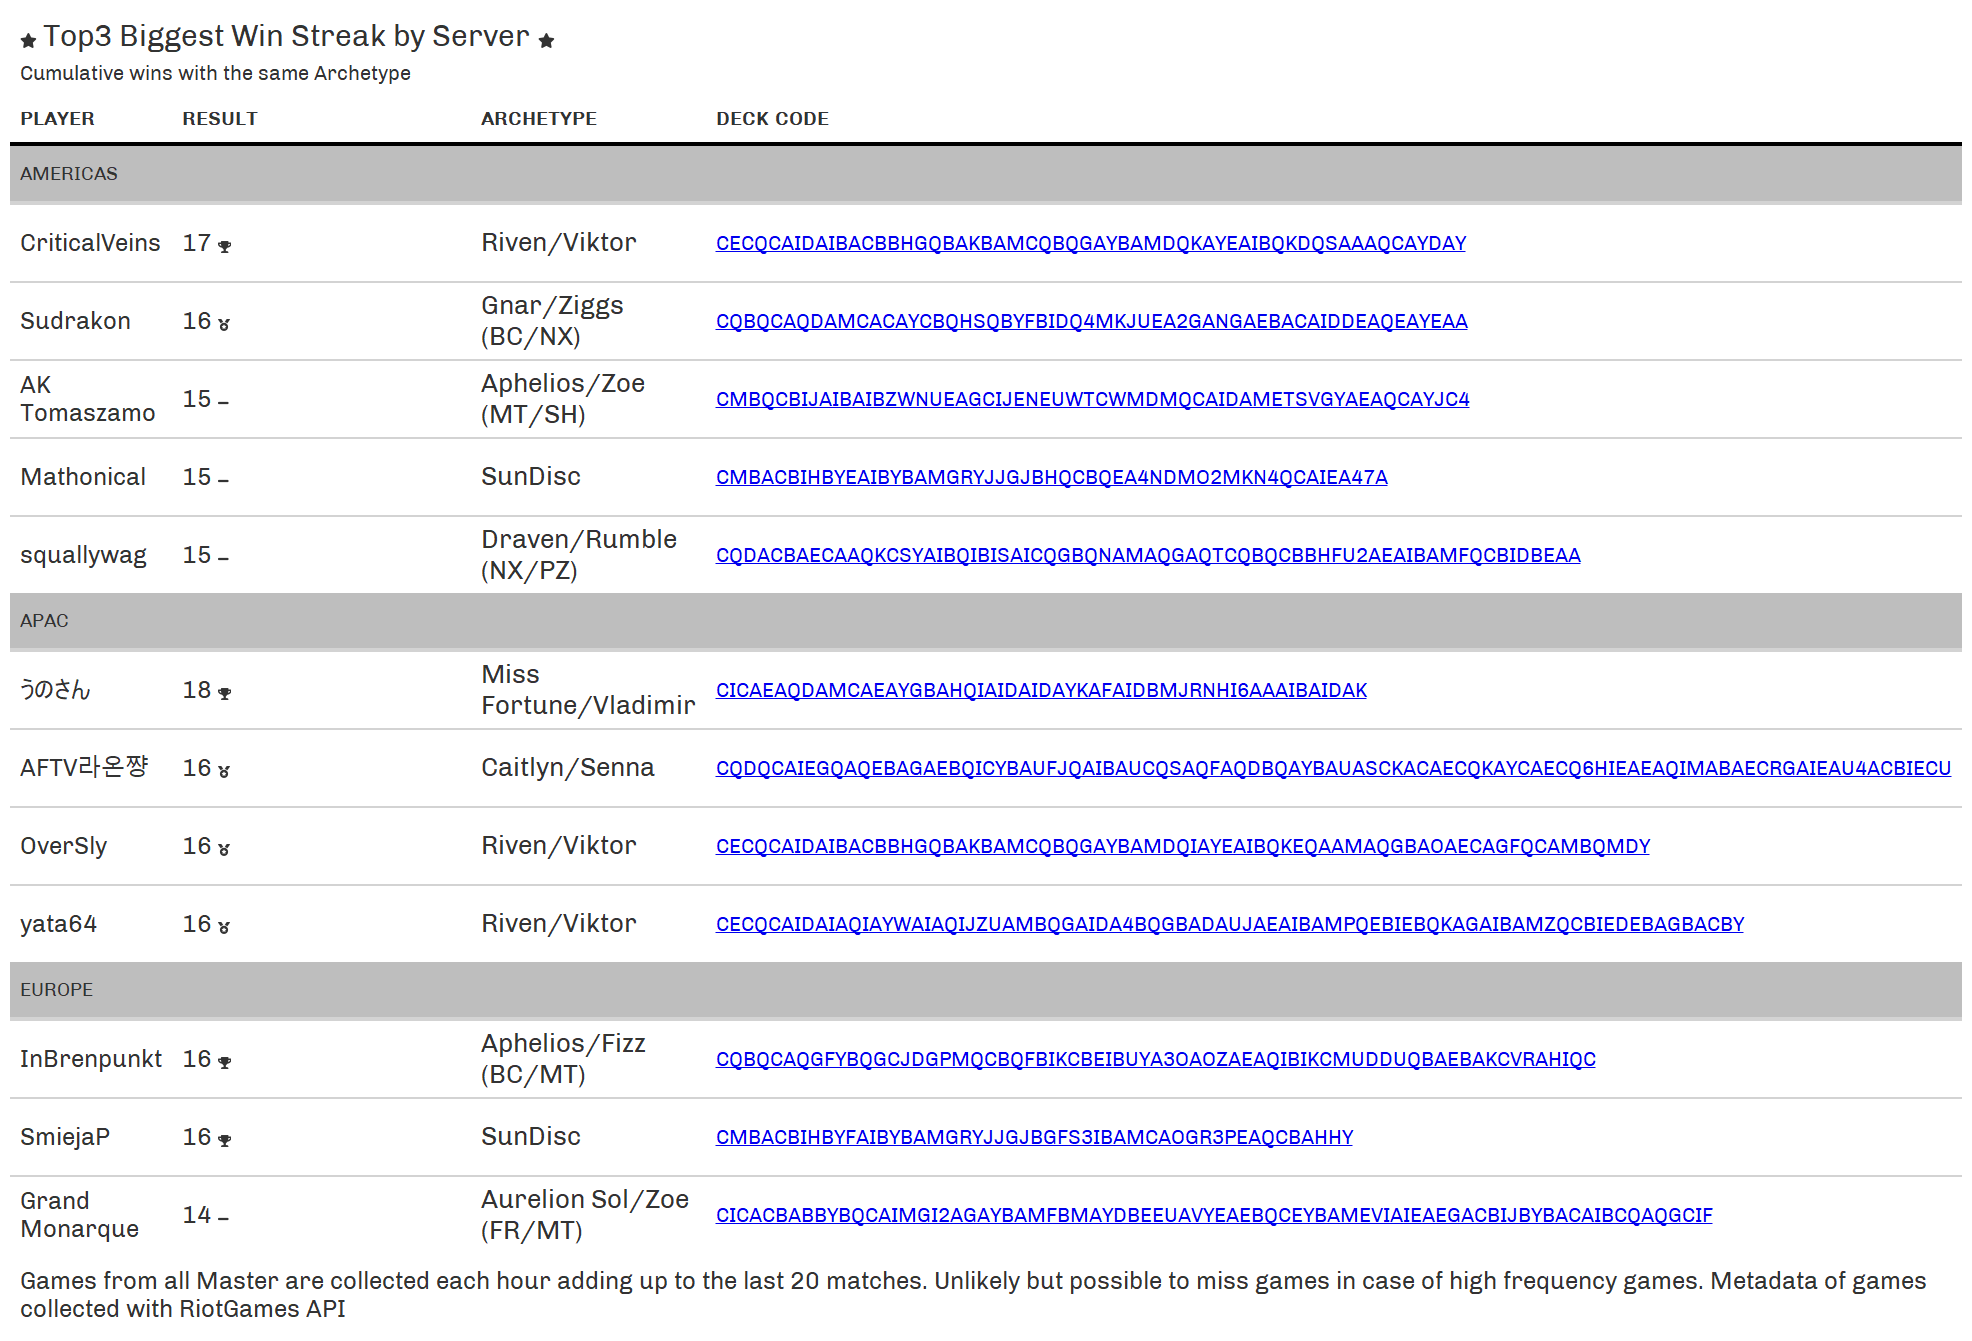 ★ Top3 Biggest Win Streak by Server ★
Cumulative wins with the same Archetype
PLAYER RESULT ARCHETYPE DECK CODE
AMERICAS
CriticalVeins 17 Riven/Viktor CECQCAIDAIBACBBHGQBAKBAMCQBQGAYBAMDQKAYEAIBQKDQSAAAQCAYDAY
Sudrakon 16 Gnar/Ziggs (BC/NX) CQBQCAQDAMCACAYCBQHSQBYFBIDQ4MKJUEA2GANGAEBACAIDDEAQEAYEAA
AK Tomaszamo 15 – Aphelios/Zoe (MT/SH) CMBQCBIJAIBAIBZWNUEAGCIJENEUWTCWMDMQCAIDAMETSVGYAEAQCAYJC4
Mathonical 15 – SunDisc CMBACBIHBYEAIBYBAMGRYJJGJBHQCBQEA4NDMO2MKN4QCAIEA47A
squallywag 15 – Draven/Rumble (NX/PZ) CQDACBAECAAQKCSYAIBQIBISAICQGBQNAMAQGAQTCQBQCBBHFU2AEAIBAMFQCBIDBEAA
APAC
うのさん 18 Miss Fortune/Vladimir CICAEAQDAMCAEAYGBAHQIAIDAIDAYKAFAIDBMJRNHI6AAAIBAIDAK
AFTV라온쨩 16 Caitlyn/Senna CQDQCAIEGQAQEBAGAEBQICYBAUFJQAIBAUCQSAQFAQDBQAYBAUASCKACAECQKAYCAECQ6HIEAEAQIMABAECRGAIEAU4ACBIECU
OverSly 16 Riven/Viktor CECQCAIDAIBACBBHGQBAKBAMCQBQGAYBAMDQIAYEAIBQKEQAAMAQGBAOAECAGFQCAMBQMDY
yata64 16 Riven/Viktor CECQCAIDAIAQIAYWAIAQIJZUAMBQGAIDA4BQGBADAUJAEAIBAMPQEBIEBQKAGAIBAMZQCBIEDEBAGBACBY
EUROPE
InBrenpunkt 16 Aphelios/Fizz (BC/MT) CQBQCAQGFYBQGCJDGPMQCBQFBIKCBEIBUYA3OAOZAEAQIBIKCMUDDUQBAEBAKCVRAHIQC
SmiejaP 16 SunDisc CMBACBIHBYFAIBYBAMGRYJJGJBGFS3IBAMCAOGR3PEAQCBAHHY
Grand Monarque 14 – Aurelion Sol/Zoe (FR/MT) CICACBABBYBQCAIMGI2AGAYBAMFBMAYDBEEUAVYEAEBQCEYBAMEVIAIEAEGACBIJBYBACAIBCQAQGCIF
Games from all Master are collected each hour adding up to the last 20 matches. Unlikely but possible to miss games in case of high frequency games. Metadata of games
collected with RiotGames API